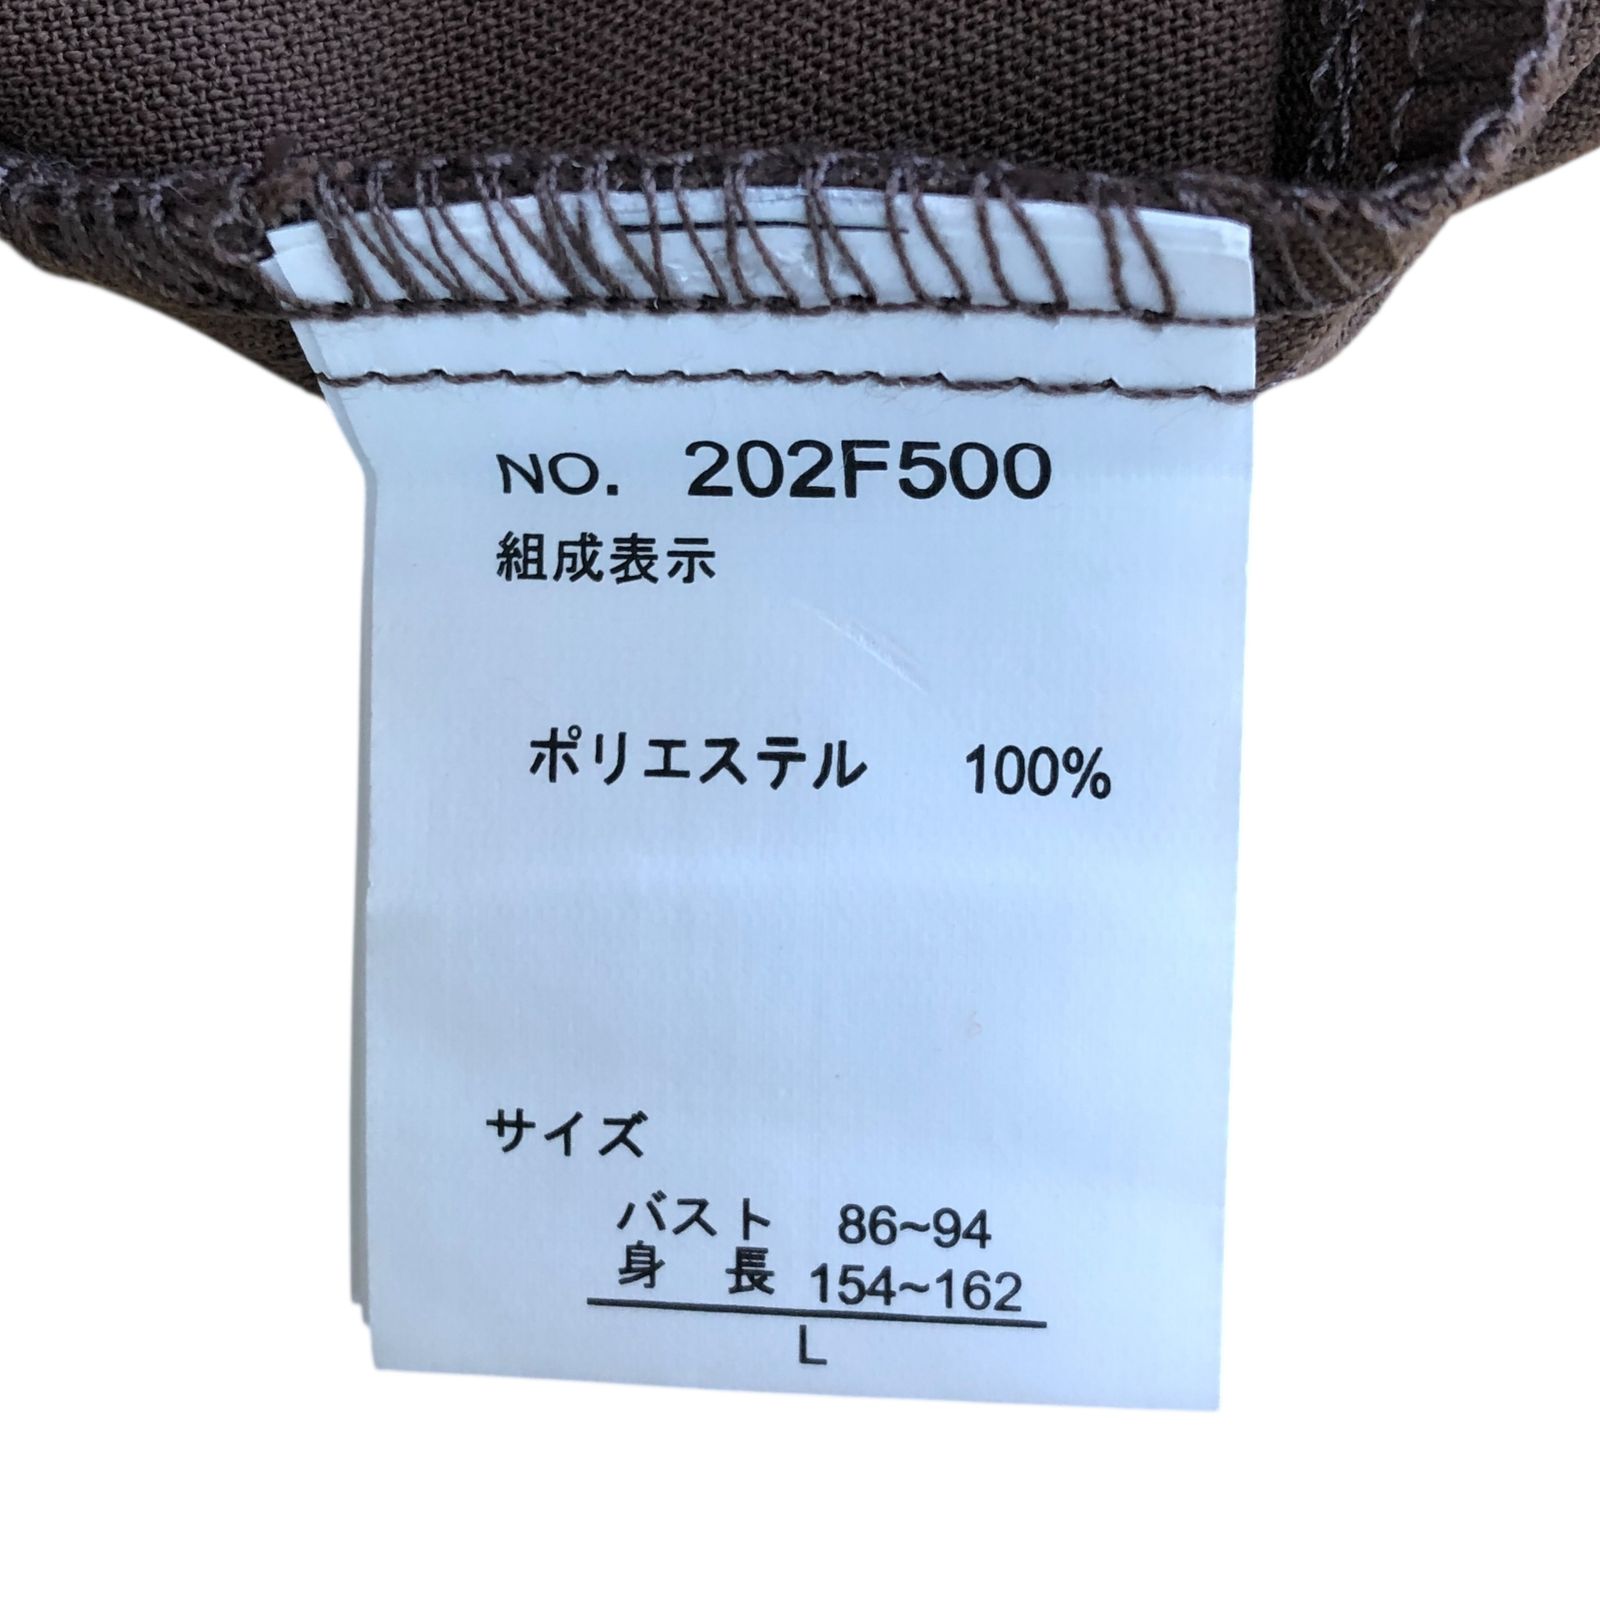 NO. 202F500
組成表示
ポリエステル 100%
サイズ
バスト 86~94
身 長 154~162
L